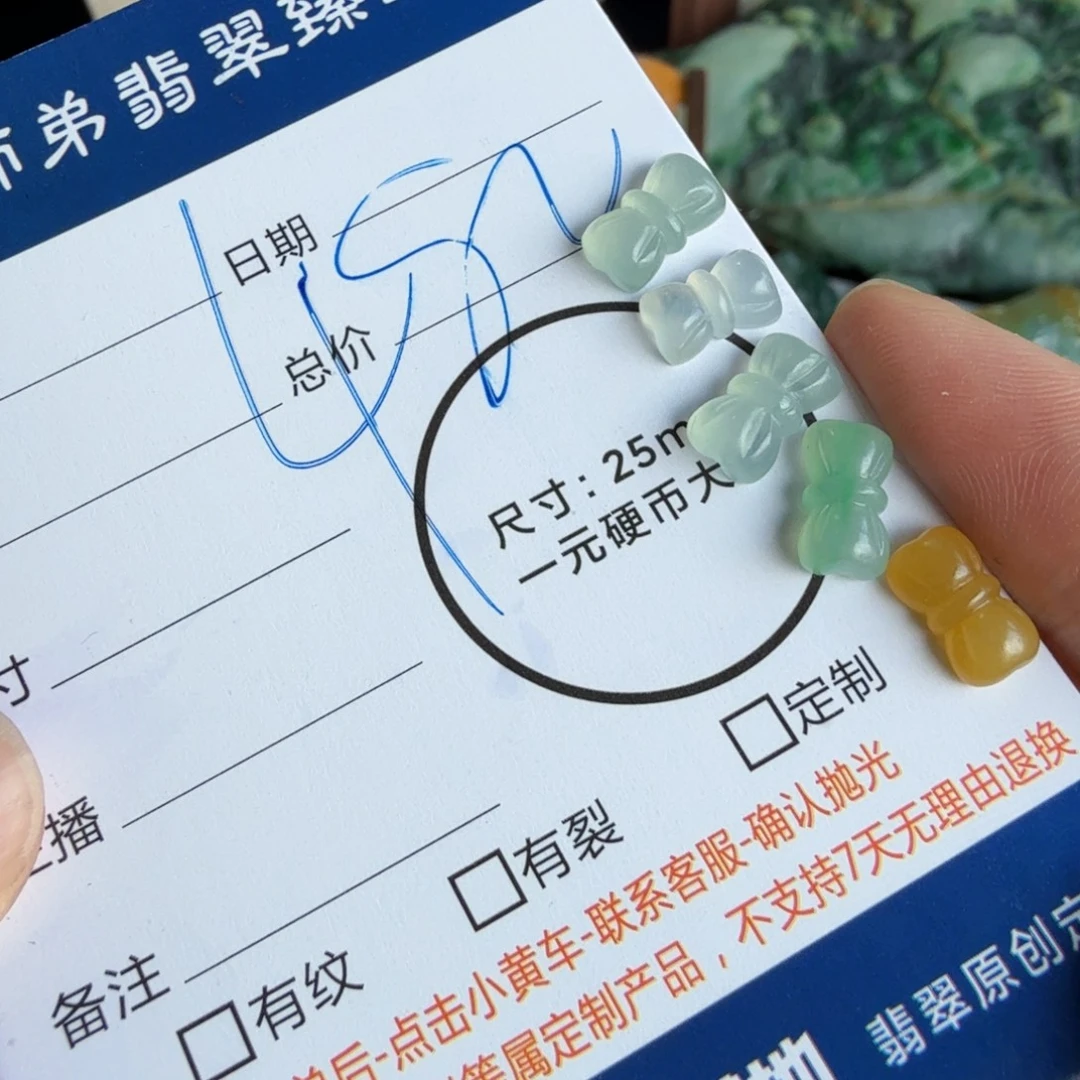 弟翡翠臻
日期
总价
尺寸：25m
一元硬币大
寸
定制
播
有裂
备注
有纹
后-点击小黄车-联系客服-确认抛光
等属定制产品，不支持7天无理由退换
翡翠原创定